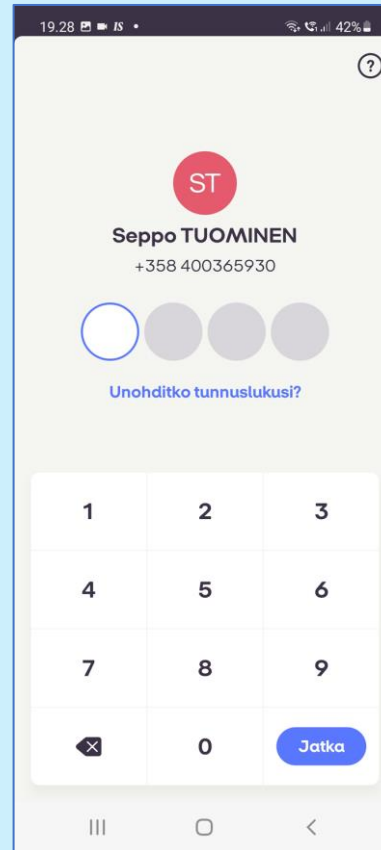 19.28 IS • 42%
?
ST
Seppo TUOMINEN
+358 400365930
Unohditko tunnuslukusi?
1 2 3
4 5 6
7 8 9
0 Jatka